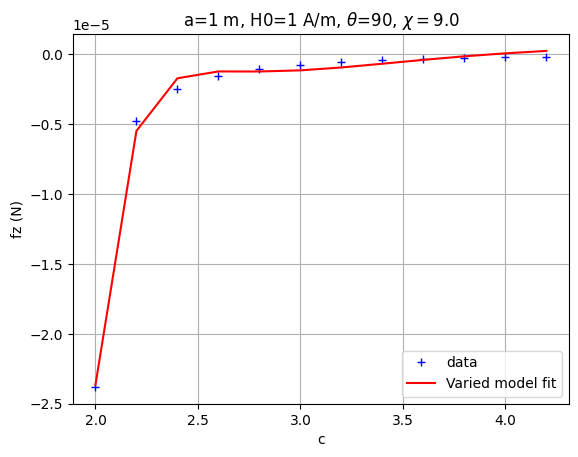 a=1 m, H0=1 A/m, θ=90, χ = 9.0
1e−5
0.0
−0.5
−1.0
−1.5
−2.0
−2.5
fz (N)
2.0 2.5 3.0 3.5 4.0
c
data
Varied model fit